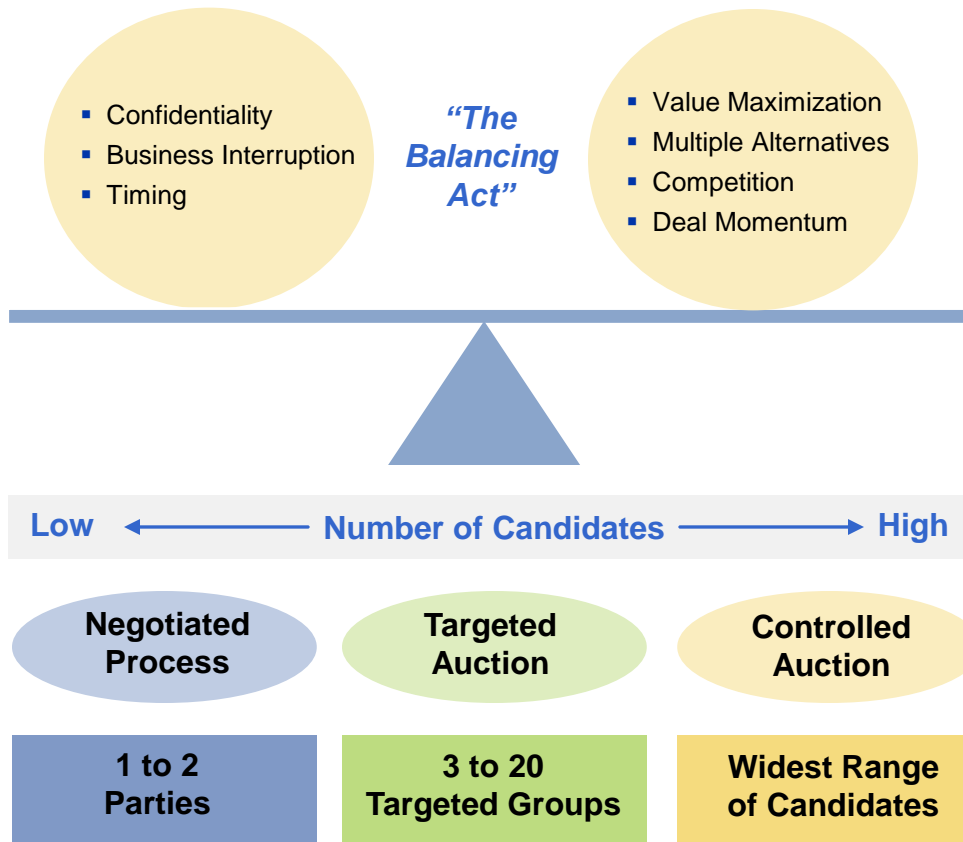 ▪ Confidentiality
▪ Business Interruption
▪ Timing
“The
Balancing
Act”
▪ Value Maximization
▪ Multiple Alternatives
▪ Competition
▪ Deal Momentum
Low Number of Candidates High
Negotiated
Process
Targeted
Auction
Controlled
Auction
1 to 2
Parties
3 to 20
Targeted Groups
Widest Range
of Candidates